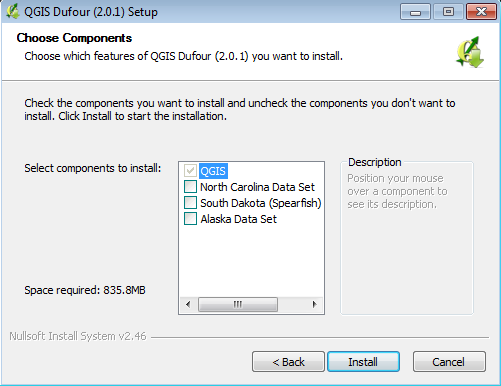 QGIS Dufour (2.0.1) Setup
Choose Components
Choose which features of QGIS Dufour (2.0.1) you want to install.
Check the components you want to install and uncheck the components you don't want to
install. Click Install to start the installation.
Select components to install:
QGIS
North Carolina Data Set
South Dakota (Spearfish)
Alaska Data Set
Description
Position your mouse
over a component to
see its description.
Space required: 835.8MB
Nullsoft Install System v2.46
< Back
Install
Cancel